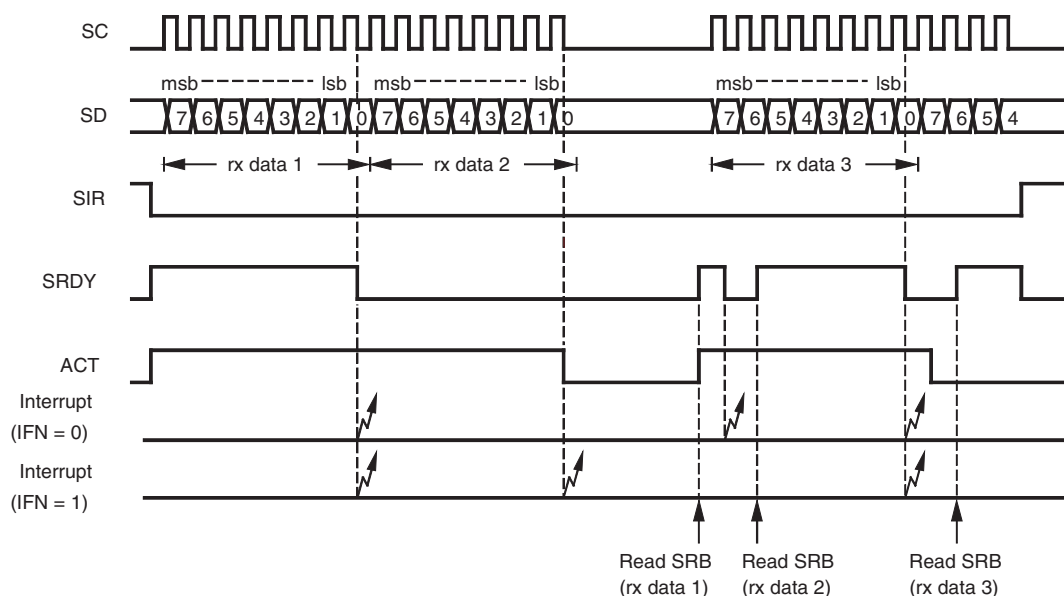 SC
msb lsb msb lsb msb lsb
SD 7 6 5 4 3 2 1 0 7 6 5 4 3 2 1 0 7 6 5 4 3 2 1 0 7 6 5 4
rx data 1 rx data 2 rx data 3
SIR
SRDY
ACT
Interrupt
(IFN = 0)
Interrupt
(IFN = 1)
Read SRB Read SRB Read SRB
(rx data 1) (rx data 2) (rx data 3)